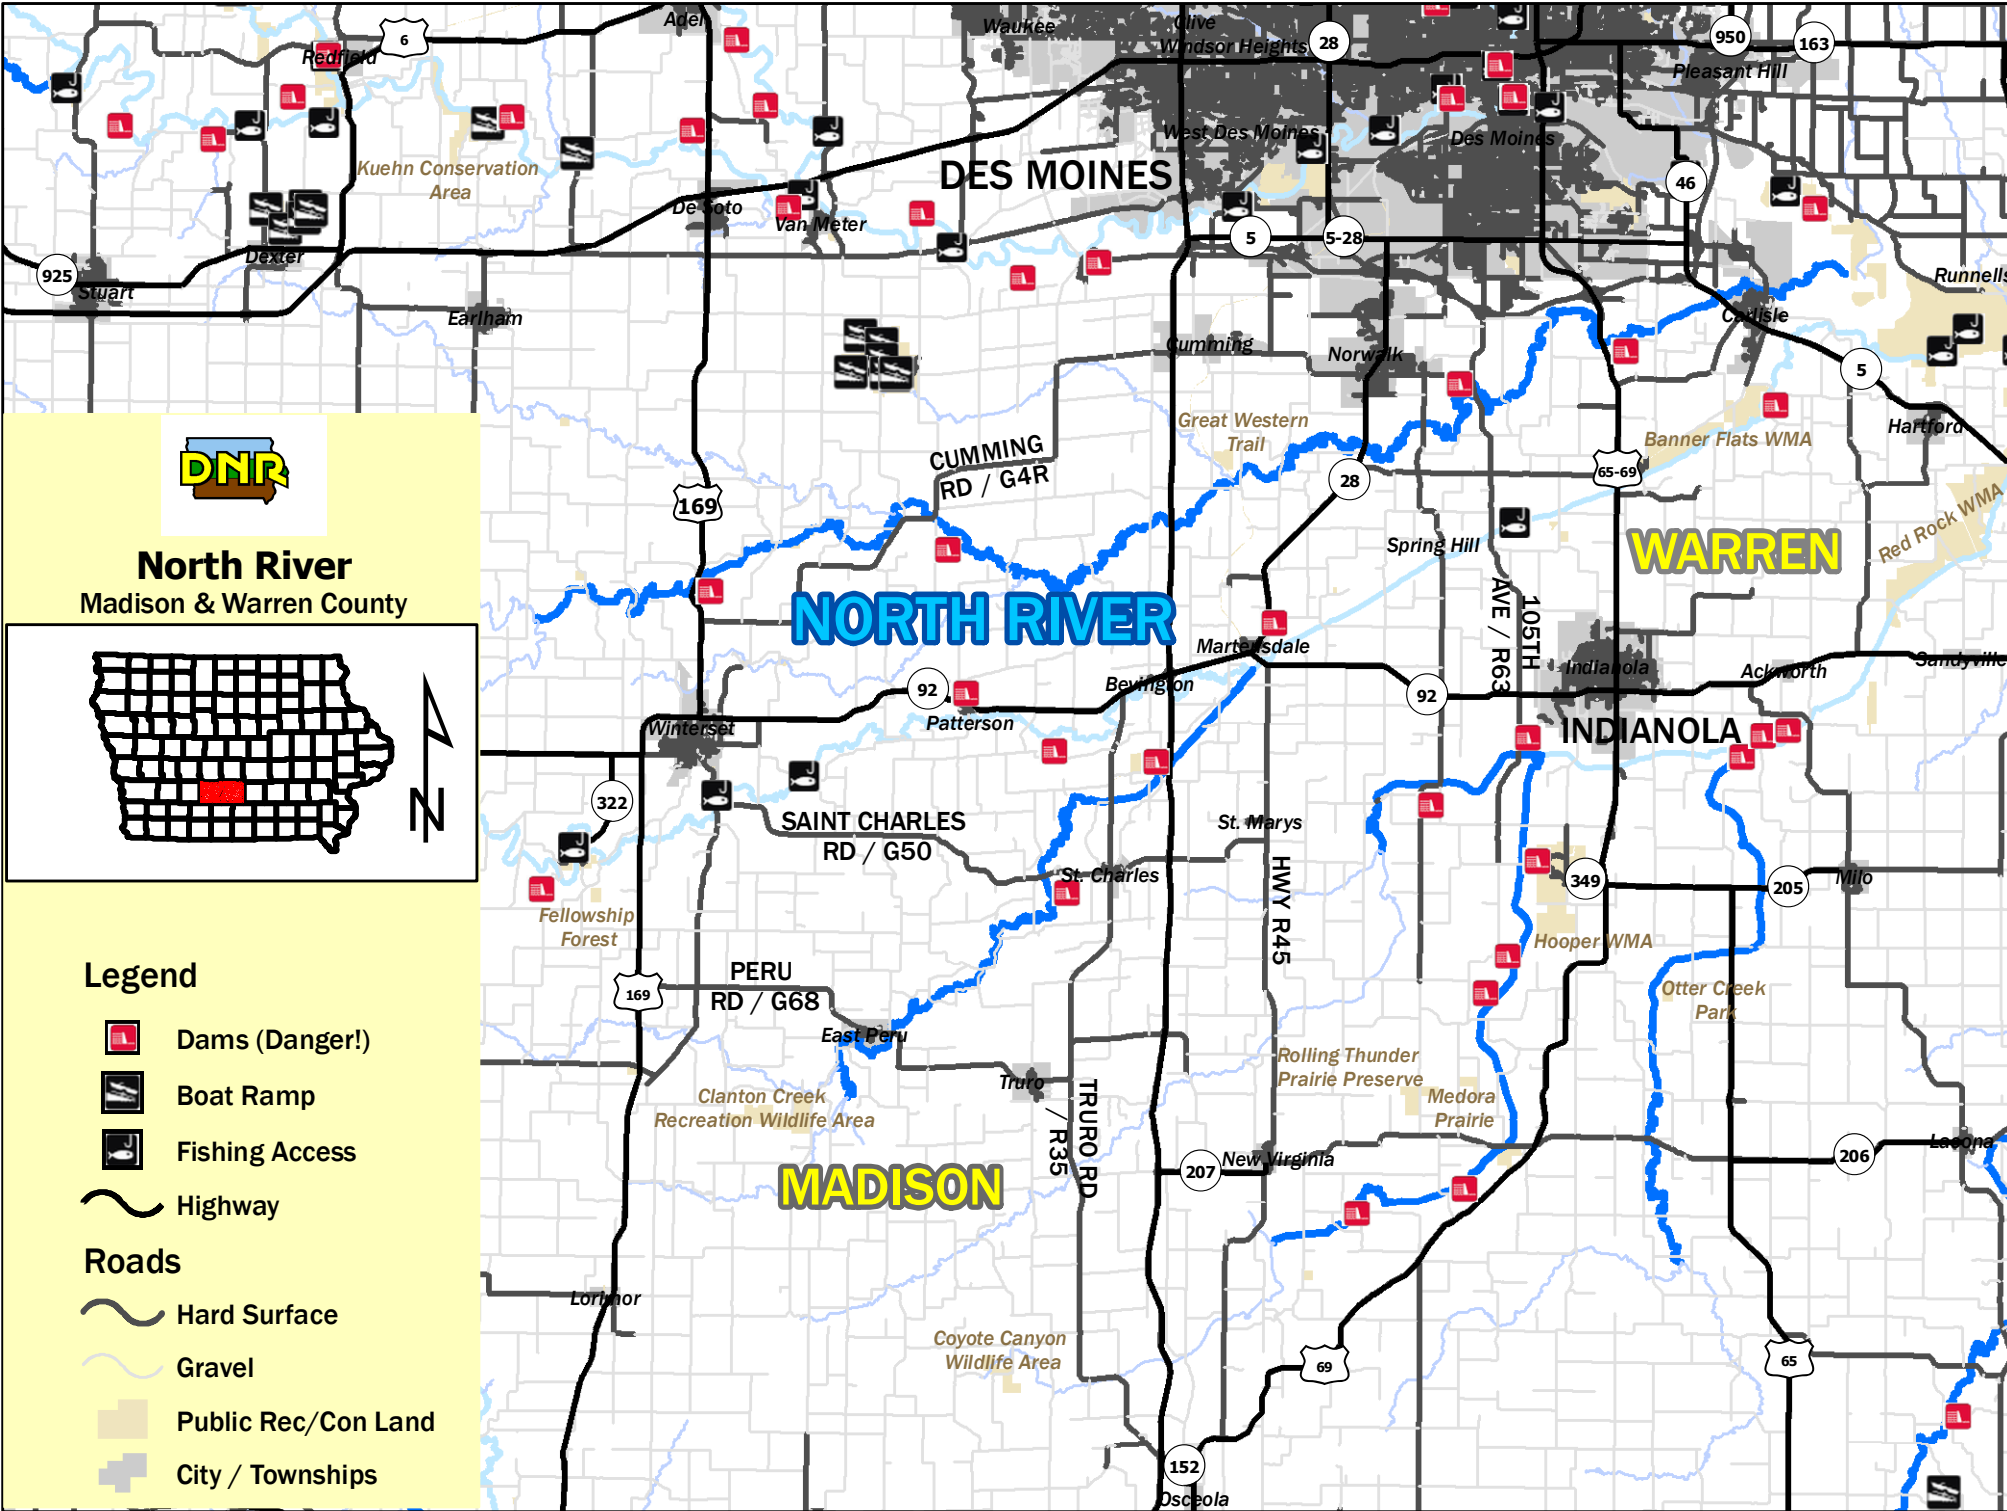 Adel
Waukee
Clive
Windsor Heights
28
950
163
6
Redfield
Pleasant Hill
West Des Moines
Des Moines
Kuehn Conservation
Area
DES MOINES
46
De Soto
Van Meter
5
5-28
Dexter
925
Stuart
Earlham
Runnells
Carlisle
Cumming
Norwalk
5
Great Western
Trail
Banner Flats WMA
Hartford
DNR
CUMMING
RD / G4R
28
65-69
169
Red Rock WMA
Spring Hill
WARREN
North River
Madison & Warren County
NORTH RIVER
105TH
AVE / R63
Martensdale
Indianola
Ackworth
Sandyville
92
Bevington
92
Patterson
Winterset
INDIANOLA
N
322
SAINT CHARLES
RD / G50
St. Marys
St. Charles
HWY R45
349
205
Milo
Fellowship
Forest
Hooper WMA
Legend
PERU
RD / G68
169
Otter Creek
Park
Dams (Danger!)
East Peru
Rolling Thunder
Prairie Preserve
Truro
Boat Ramp
Clanton Creek
Recreation Wildlife Area
Medora
Prairie
TRURO RD
/ R35
Fishing Access
New Virginia
207
206
Lacona
MADISON
Highway
Roads
Lorimor
Hard Surface
Coyote Canyon
Wildlife Area
69
65
Gravel
Public Rec/Con Land
City / Townships
152
Osceola